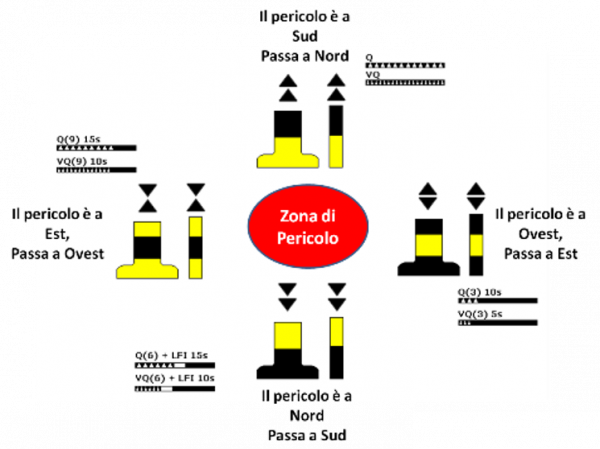 Il pericolo è a
Sud
Passa a Nord
Q
VQ
Q(9) 15s
VQ(9) 10s
Il pericolo è a
Est,
Passa a Ovest
Zona di
Pericolo
Il pericolo è a
Ovest,
Passa a Est
Q(3) 10s
VQ(3) 5s
Q(6) + LFl 15s
VQ(6) + LFl 10s
Il pericolo è a
Nord
Passa a Sud